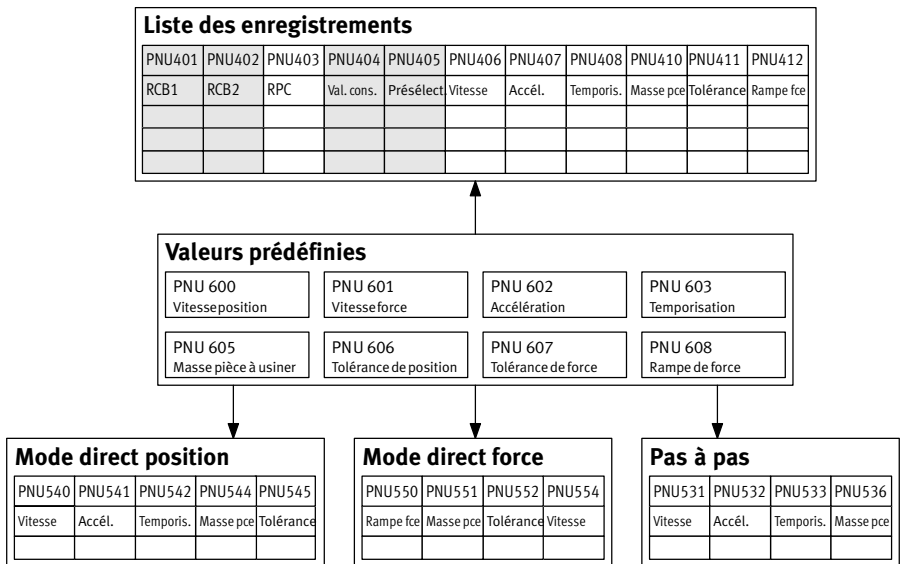 Liste des enregistrements
PNU401 PNU402 PNU403 PNU404 PNU405 PNU406 PNU407 PNU408 PNU410 PNU411 PNU412
RCB1 RCB2 RPC Val. cons. Présélect. Vitesse Accél. Temporis. Masse pce Tolérance Rampe fce
Valeurs prédéfinies
PNU 600 PNU 601 PNU 602 PNU 603
Vitesse position Vitesse force Accélération Temporisation
PNU 605 PNU 606 PNU 607 PNU 608
Masse pièce à usiner Tolérance de position Tolérance de force Rampe de force
Mode direct position Mode direct force Pas à pas
PNU540 PNU541 PNU542 PNU544 PNU545 PNU550 PNU551 PNU552 PNU554 PNU531 PNU532 PNU533 PNU536
Vitesse Accél. Temporis. Masse pce Tolérance Rampe fce Masse pce Tolérance Vitesse Vitesse Accél. Temporis. Masse pce